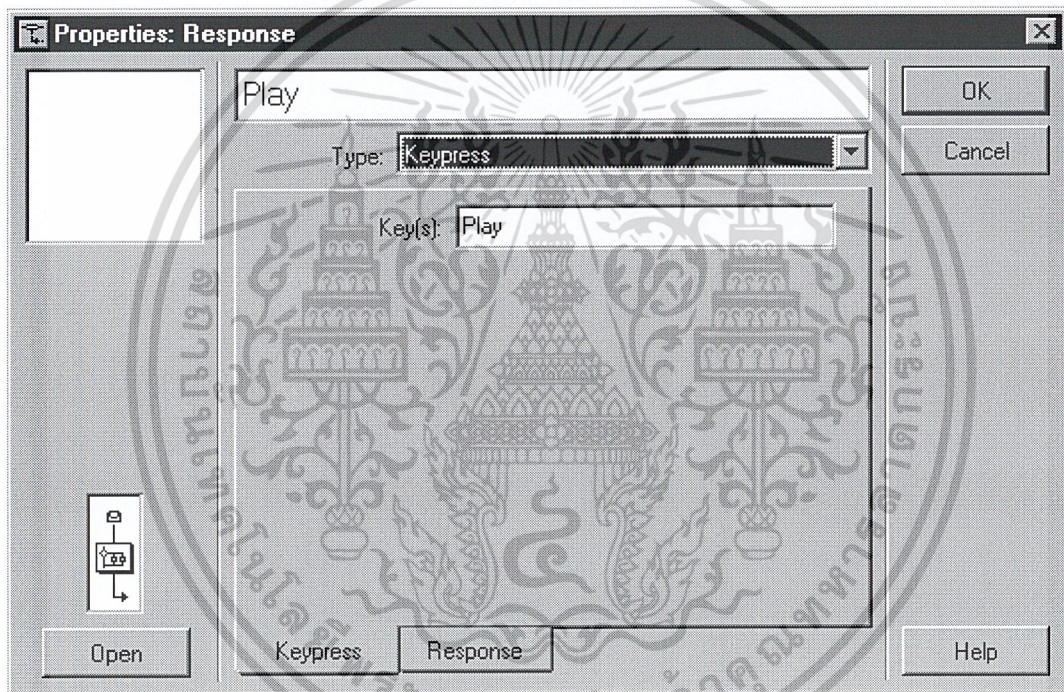 Properties: Response
Play
OK
Type: Keypress
Cancel
Key(s): Play
Open
Keypress
Response
Help